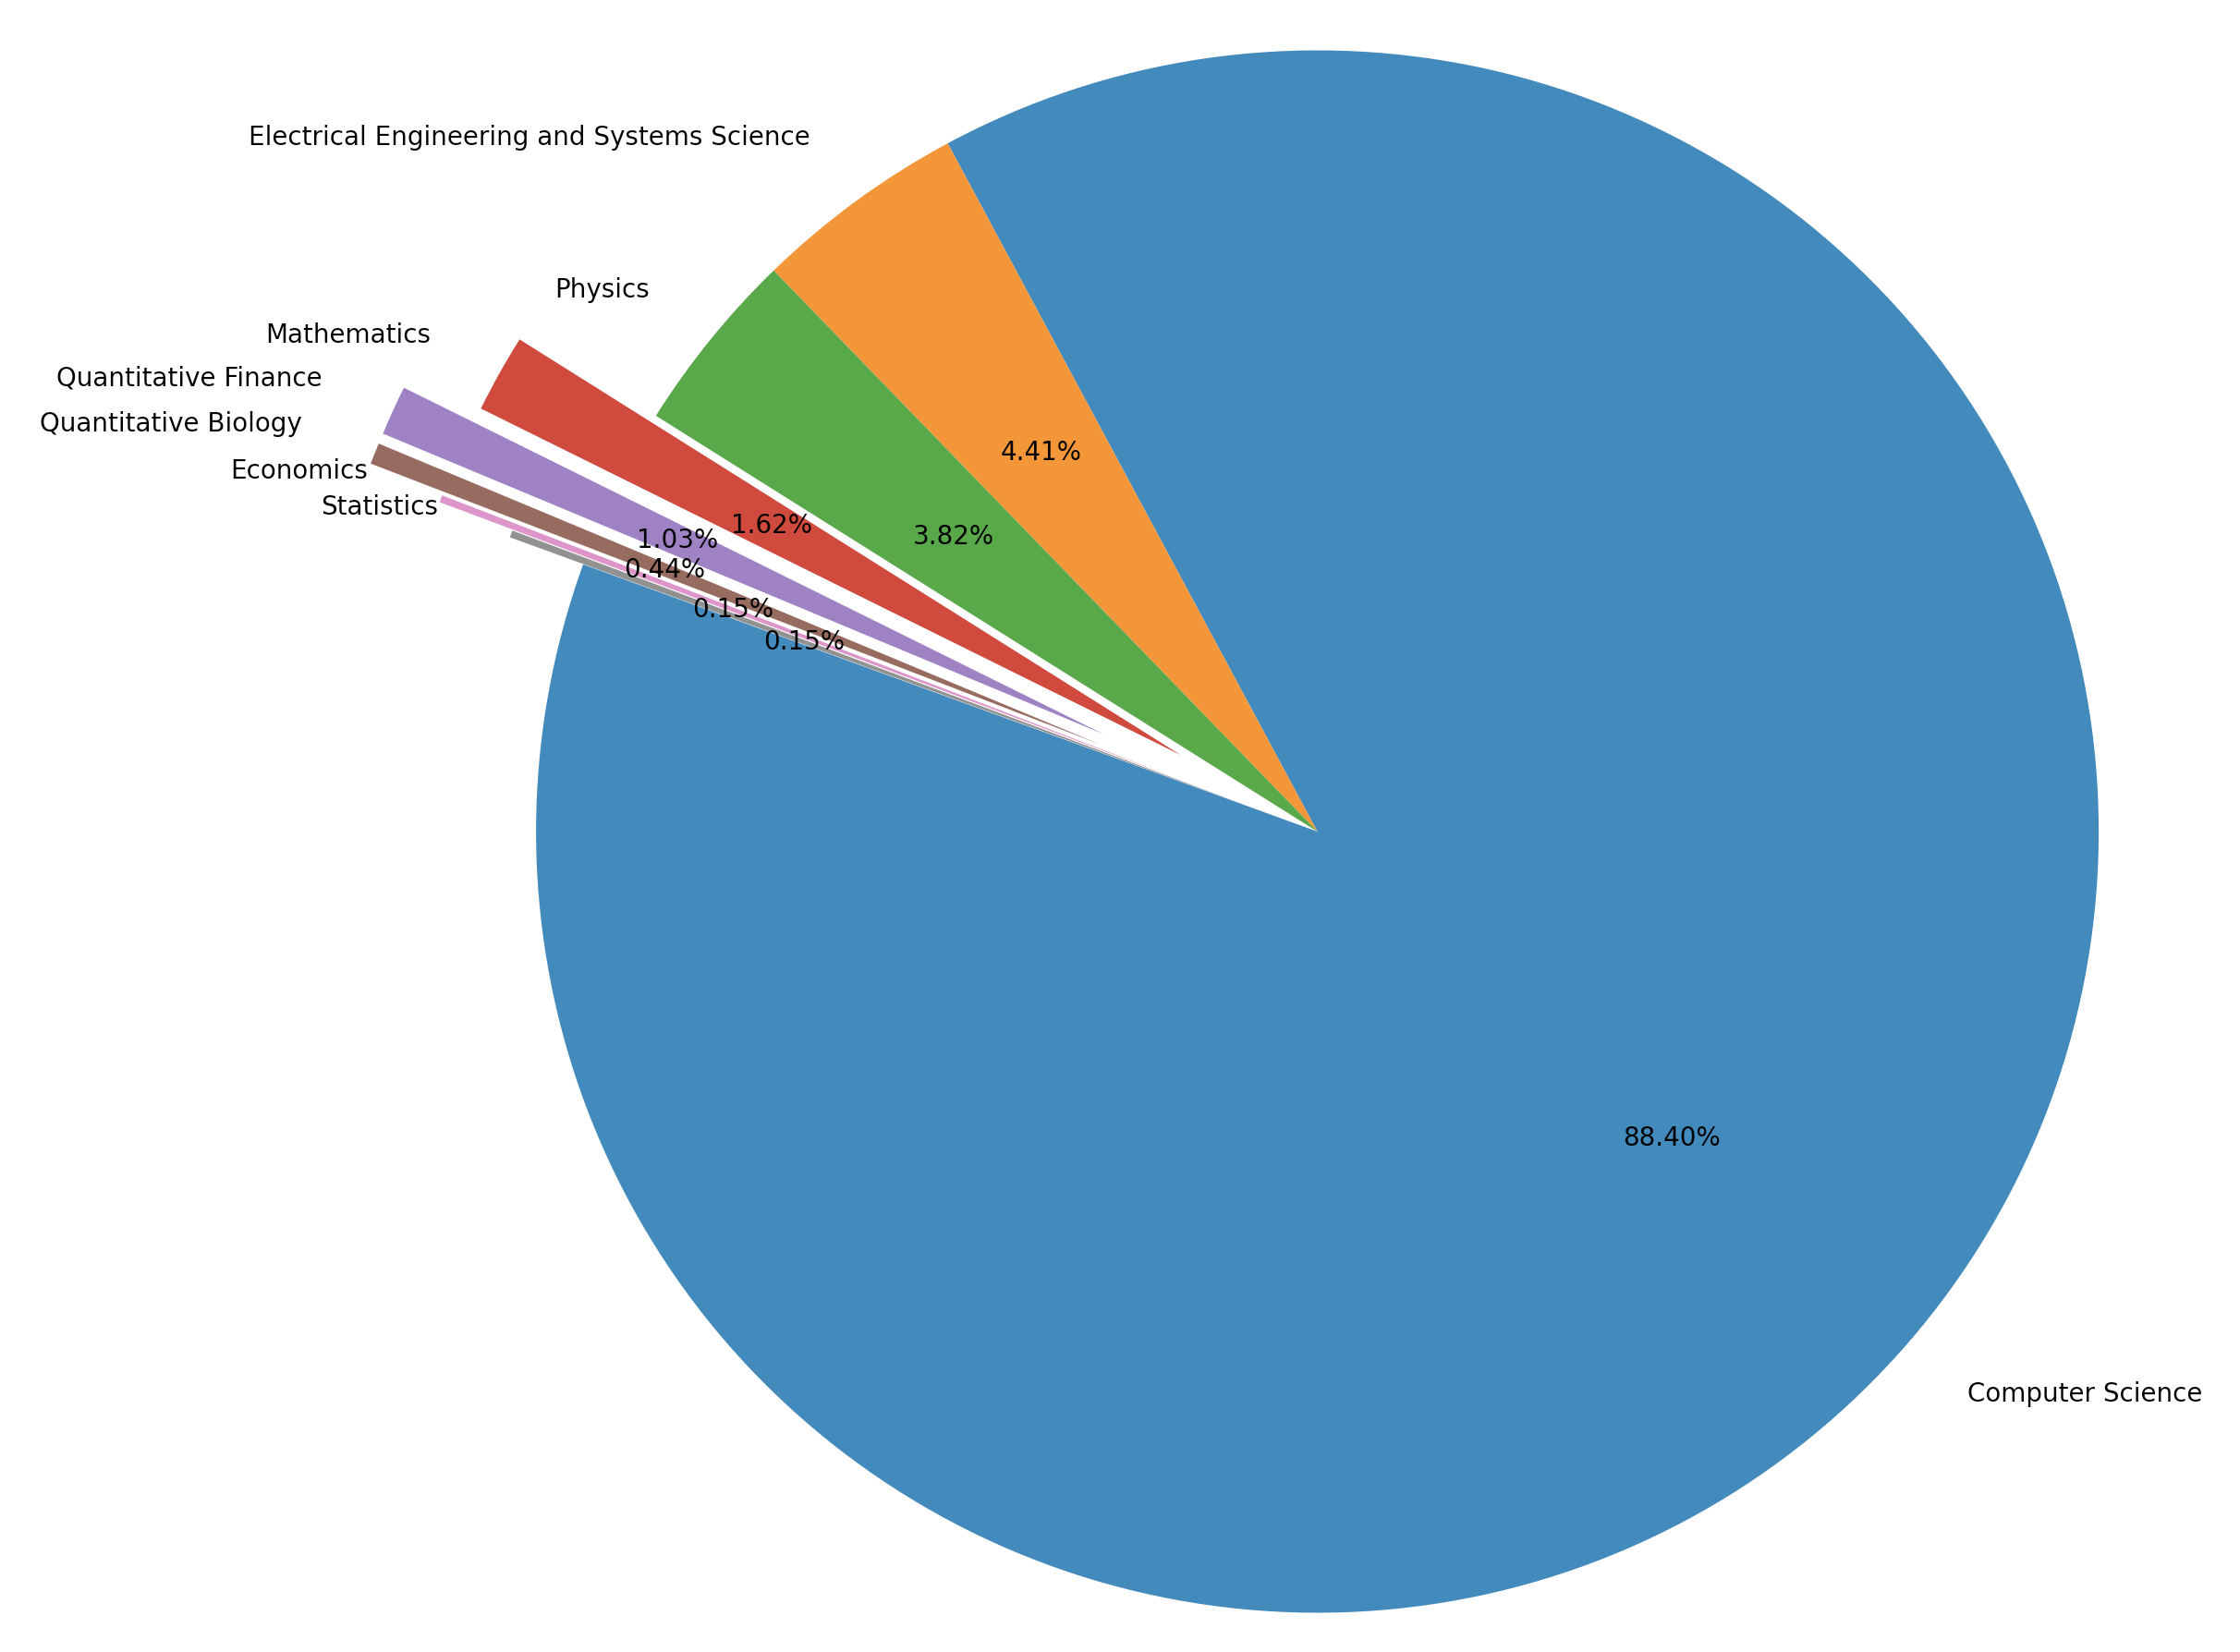 Electrical Engineering and Systems Science
Physics
Mathematics
Quantitative Finance
Quantitative Biology
Economics
Statistics
4.41%
3.82%
1.62%
1.03%
0.44%
0.15%
0.15%
88.40%
Computer Science